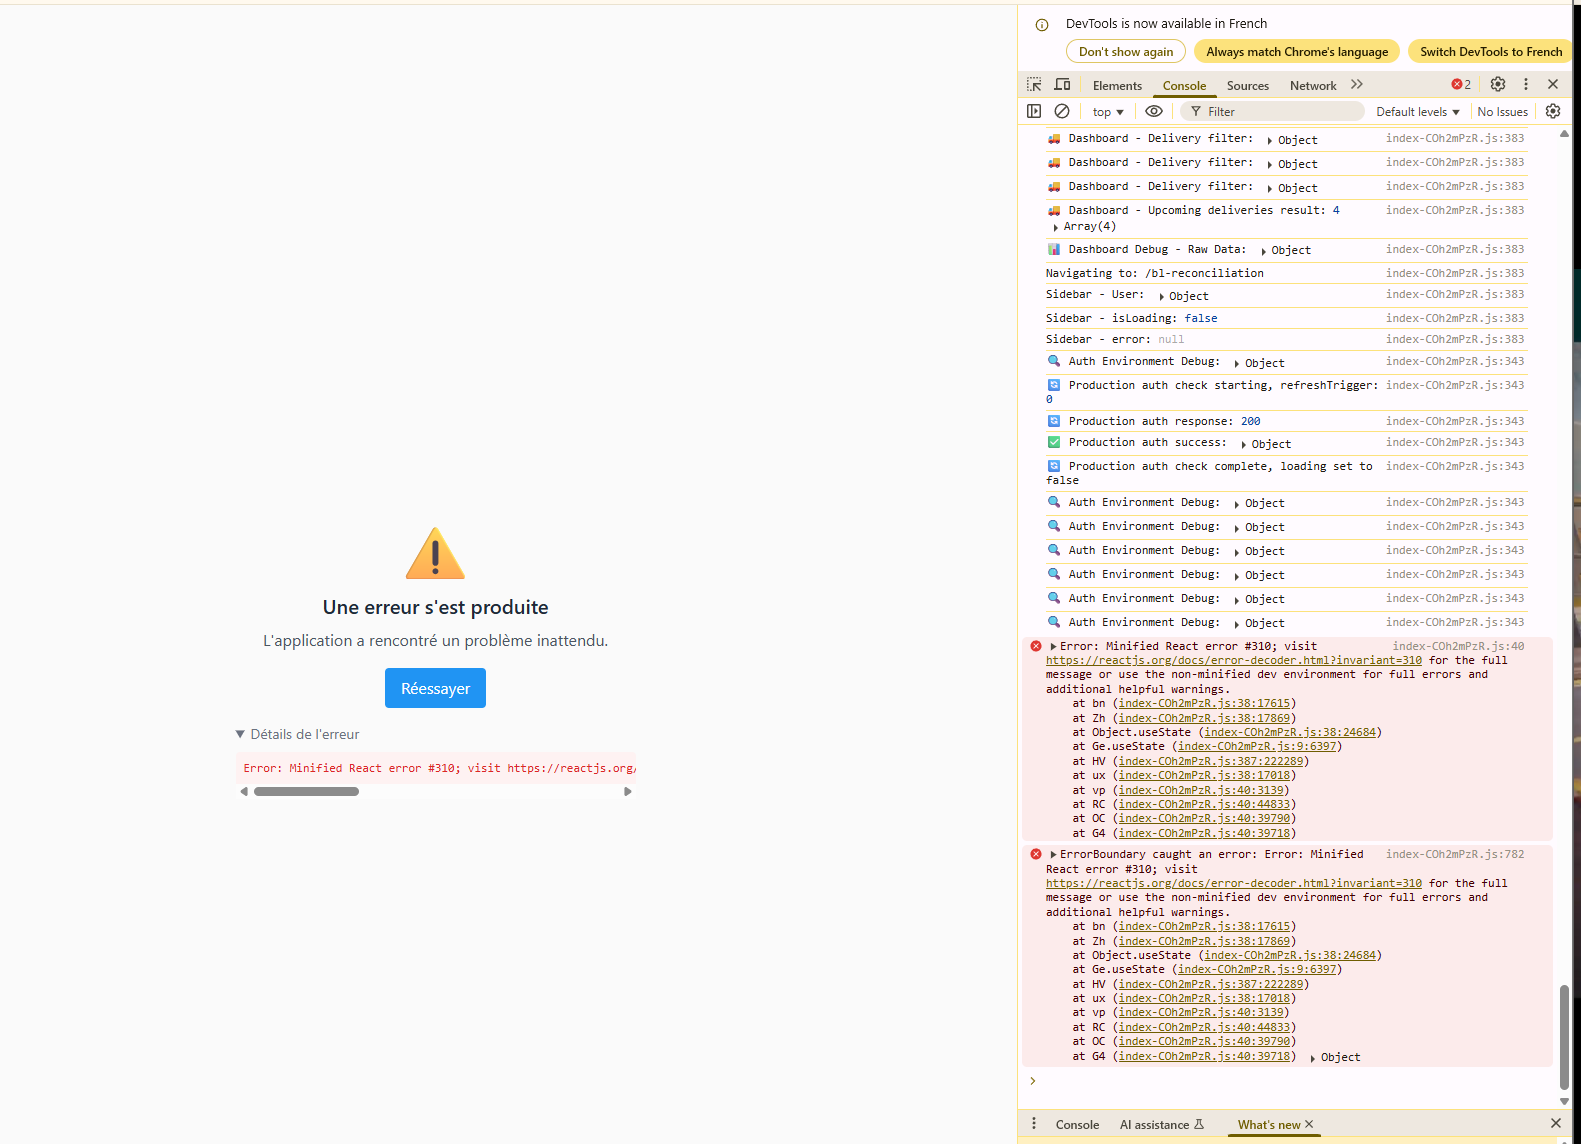 Une erreur s'est produite
L'application a rencontré un problème inattendu.
Réessayer
▼ Détails de l'erreur
Error: Minified React error #310; visit https://reactjs.org/
DevTools is now available in French
Don't show again
Always match Chrome's language
Switch DevTools to French
Elements Console Sources Network 2
top Filter Default levels No Issues
Dashboard - Delivery filter: Object index-COh2mPzR.js:383
Dashboard - Delivery filter: Object index-COh2mPzR.js:383
Dashboard - Delivery filter: Object index-COh2mPzR.js:383
Dashboard - Upcoming deliveries result: 4 index-COh2mPzR.js:383
Array(4)
Dashboard Debug - Raw Data: Object index-COh2mPzR.js:383
Navigating to: /bl-reconciliation index-COh2mPzR.js:383
Sidebar - User: Object index-COh2mPzR.js:383
Sidebar - isLoading: false index-COh2mPzR.js:383
Sidebar - error: null index-COh2mPzR.js:383
Auth Environment Debug: Object index-COh2mPzR.js:343
Production auth check starting, refreshTrigger: index-COh2mPzR.js:343
0
Production auth response: 200 index-COh2mPzR.js:343
Production auth success: Object index-COh2mPzR.js:343
Production auth check complete, loading set to index-COh2mPzR.js:343
false
Auth Environment Debug: Object index-COh2mPzR.js:343
Auth Environment Debug: Object index-COh2mPzR.js:343
Auth Environment Debug: Object index-COh2mPzR.js:343
Auth Environment Debug: Object index-COh2mPzR.js:343
Auth Environment Debug: Object index-COh2mPzR.js:343
Auth Environment Debug: Object index-COh2mPzR.js:343
Error: Minified React error #310; visit index-COh2mPzR.js:40
https://reactjs.org/docs/error-decoder.html?invariant=310 for the full
message or use the non-minified dev environment for full errors and
additional helpful warnings.
at bn (index-COh2mPzR.js:38:17615)
at Zh (index-COh2mPzR.js:38:17869)
at Object.useState (index-COh2mPzR.js:38:24684)
at Ge.useState (index-COh2mPzR.js:9:6397)
at HV (index-COh2mPzR.js:387:222289)
at ux (index-COh2mPzR.js:38:17018)
at vp (index-COh2mPzR.js:40:3139)
at RC (index-COh2mPzR.js:40:44833)
at OC (index-COh2mPzR.js:40:39790)
at G4 (index-COh2mPzR.js:40:39718)
ErrorBoundary caught an error: Error: Minified index-COh2mPzR.js:782
React error #310; visit
https://reactjs.org/docs/error-decoder.html?invariant=310 for the full
message or use the non-minified dev environment for full errors and
additional helpful warnings.
at bn (index-COh2mPzR.js:38:17615)
at Zh (index-COh2mPzR.js:38:17869)
at Object.useState (index-COh2mPzR.js:38:24684)
at Ge.useState (index-COh2mPzR.js:9:6397)
at HV (index-COh2mPzR.js:387:222289)
at ux (index-COh2mPzR.js:38:17018)
at vp (index-COh2mPzR.js:40:3139)
at RC (index-COh2mPzR.js:40:44833)
at OC (index-COh2mPzR.js:40:39790)
at G4 (index-COh2mPzR.js:40:39718) Object
Console AI assistance What's new